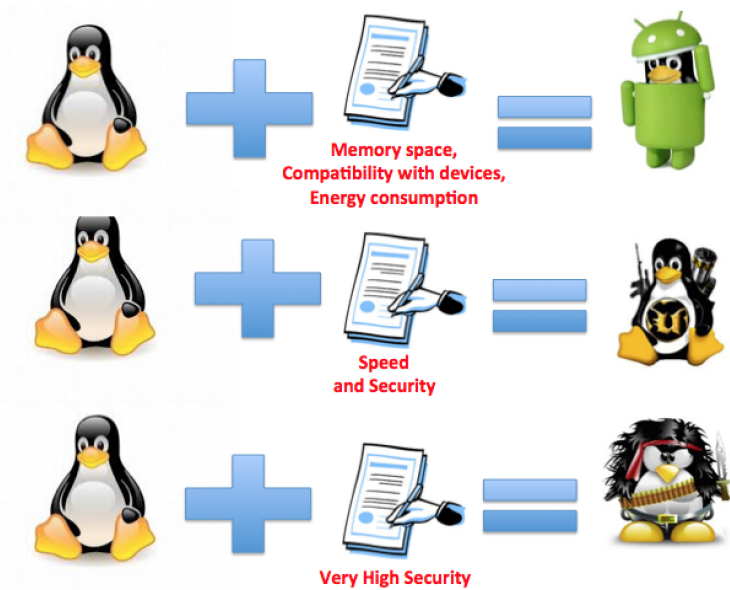 Memory space,
Compatibility with devices,
Energy consumption
Speed
and Security
Very High Security